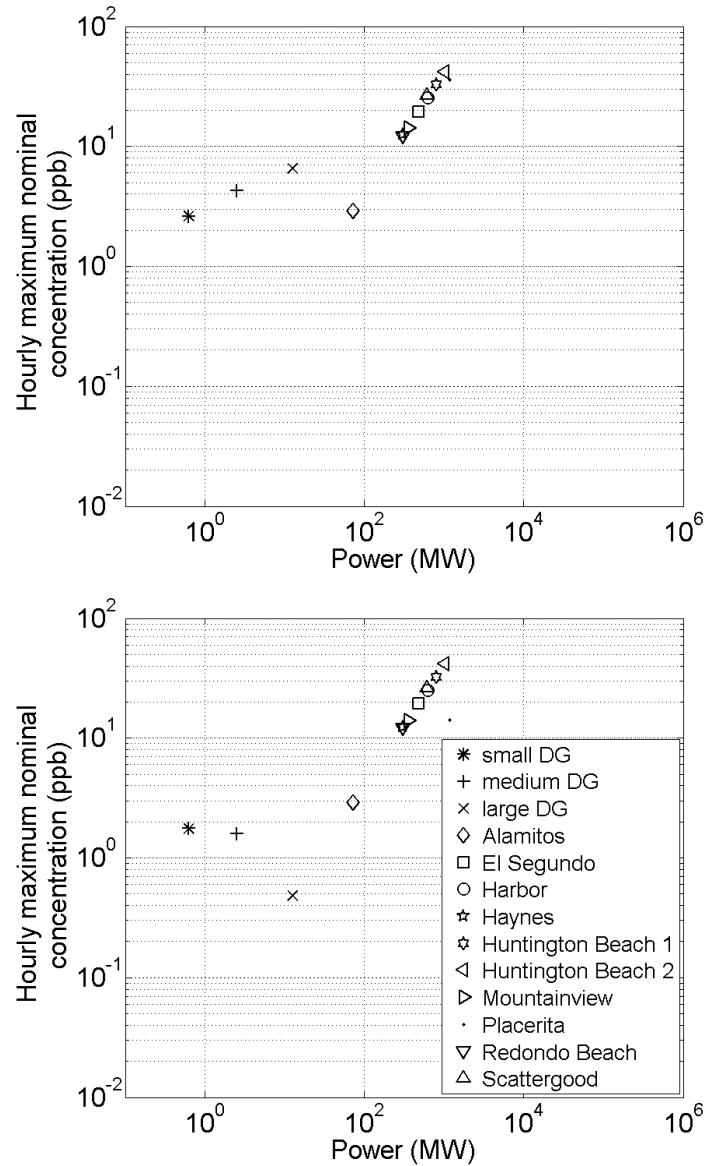 10^2
10^1
10^0
10^-1
10^-2
Hourly maximum nominal
concentration (ppb)
10^0
10^2
10^4
10^6
Power (MW)
10^2
10^1
10^0
10^-1
10^-2
Hourly maximum nominal
concentration (ppb)
small DG
medium DG
large DG
Alamitos
El Segundo
Harbor
Haynes
Huntington Beach 1
Huntington Beach 2
Mountainview
Placerita
Redondo Beach
Scattergood
10^0
10^2
10^4
10^6
Power (MW)